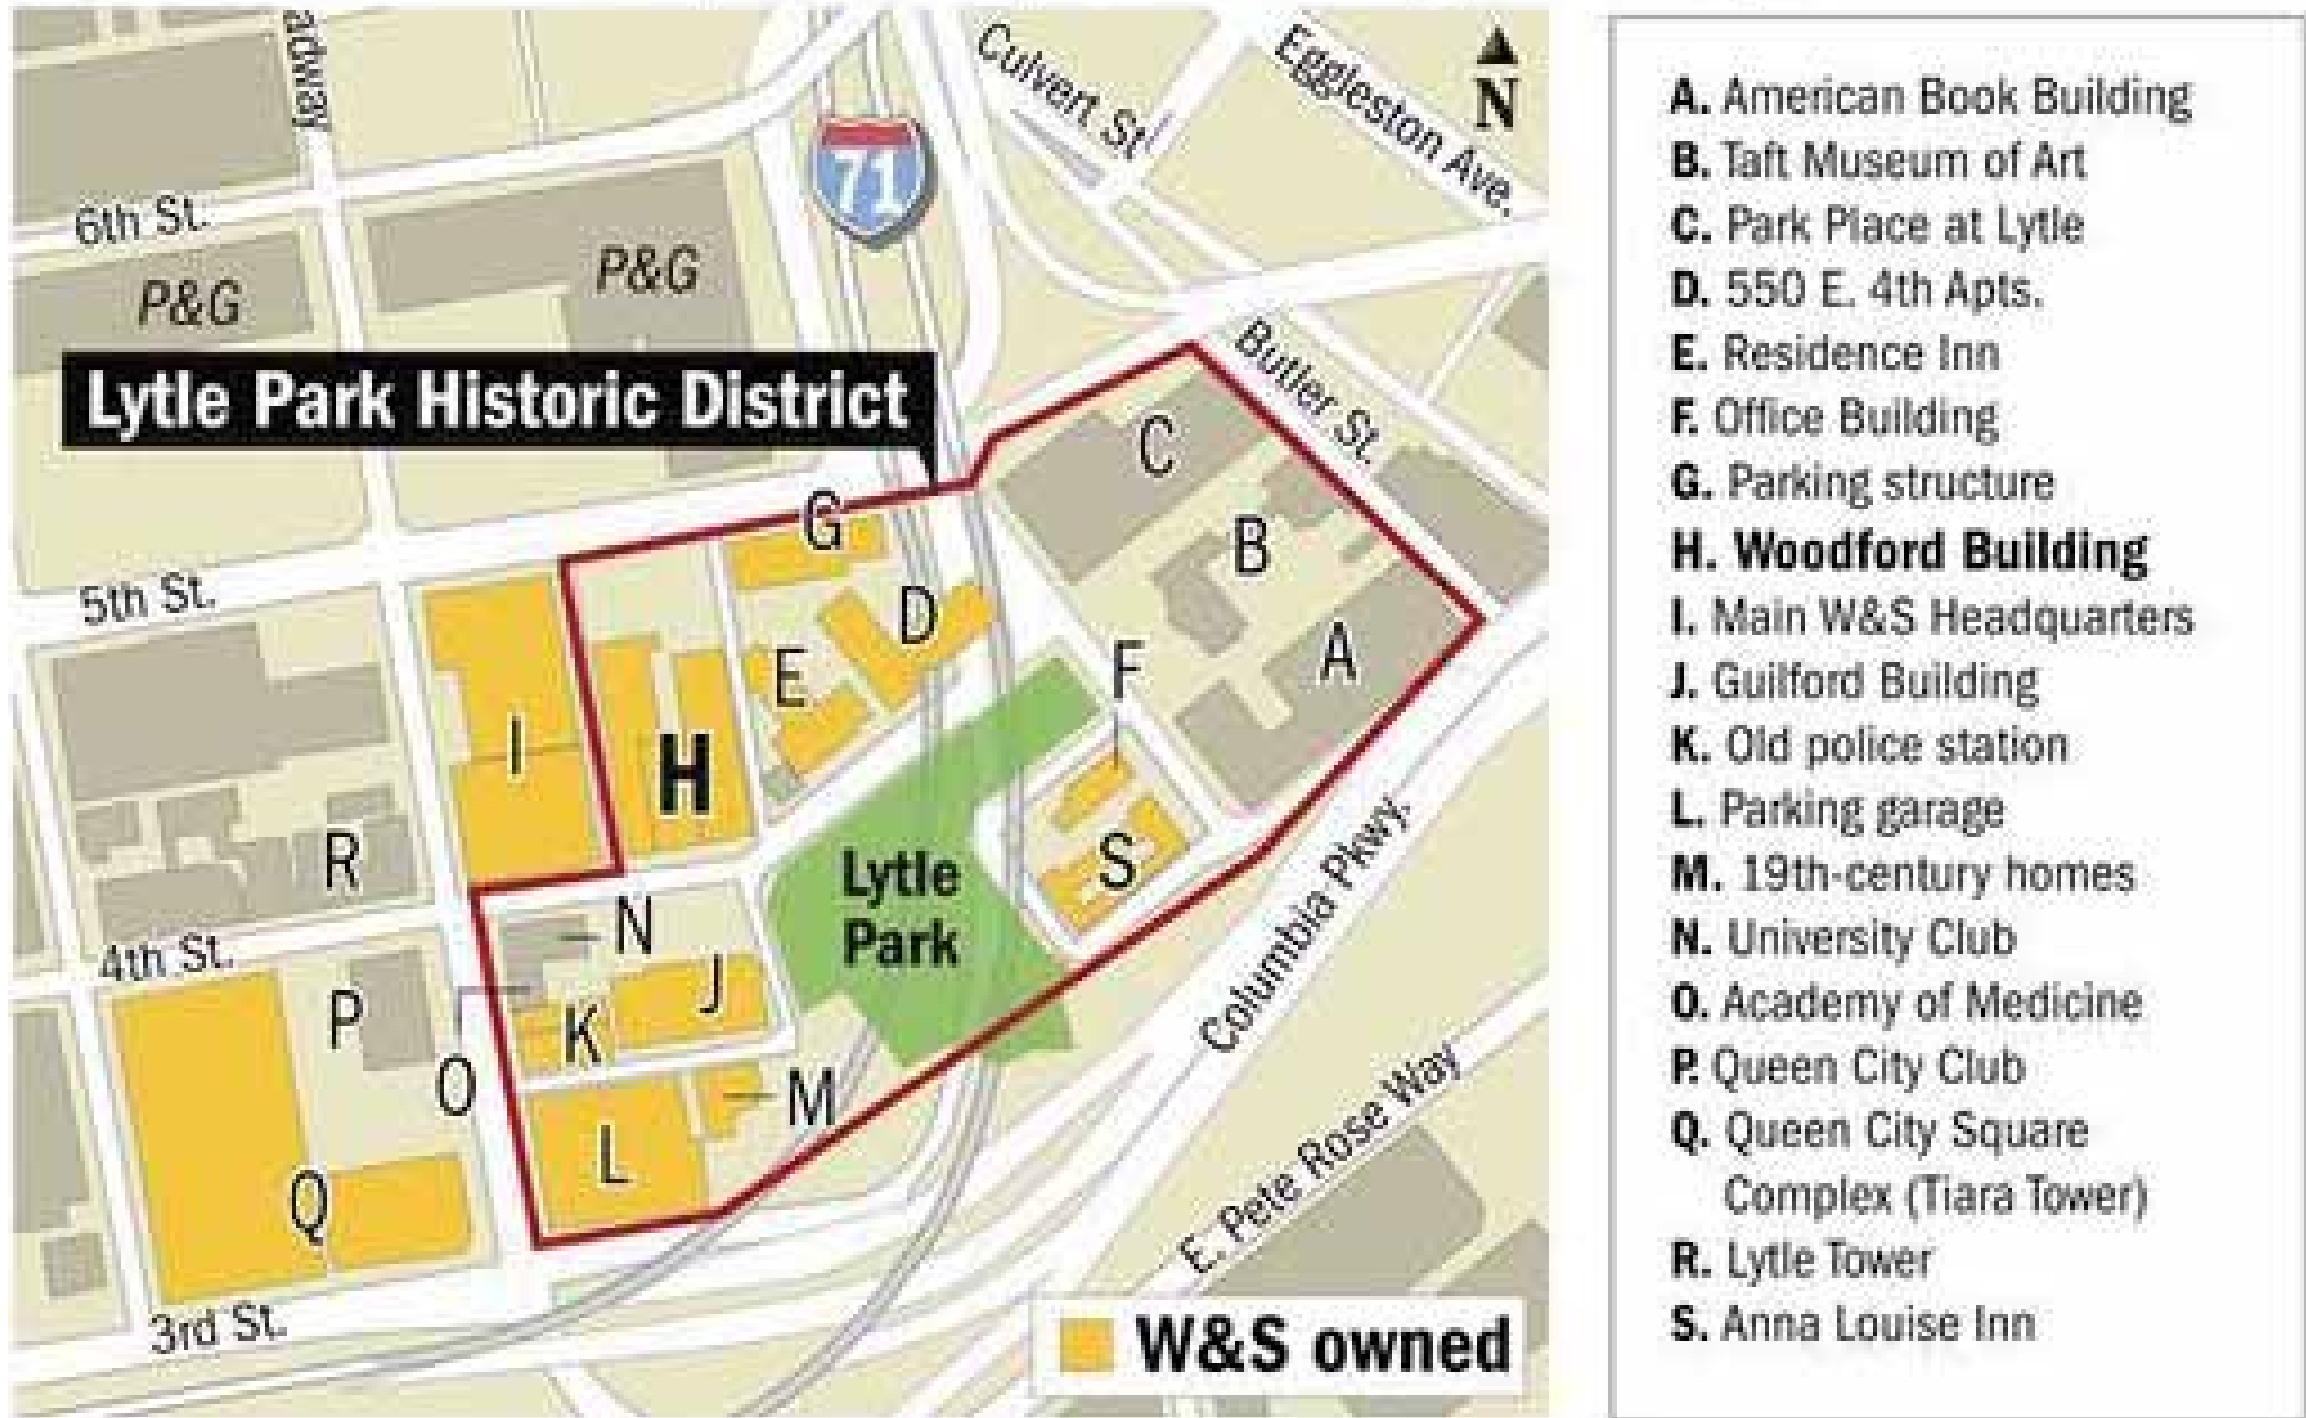 adway
Culvert St
Eggleston Ave.
N
71
6th St.
P&G
P&G
Lytle Park Historic District
Butler St.
C
G
B
5th St.
D
E
F
A
I
H
R
Lytle
Park
S
Columbia Pkwy.
N
4th St.
J
P
K
O
M
L
Q
E. Pete Rose Way
3rd St.
W&S owned
A. American Book Building
B. Taft Museum of Art
C. Park Place at Lytle
D. 550 E. 4th Apts.
E. Residence Inn
F. Office Building
G. Parking structure
H. Woodford Building
I. Main W&S Headquarters
J. Guilford Building
K. Old police station
L. Parking garage
M. 19th-century homes
N. University Club
O. Academy of Medicine
P. Queen City Club
Q. Queen City Square
Complex (Tiara Tower)
R. Lytle Tower
S. Anna Louise Inn